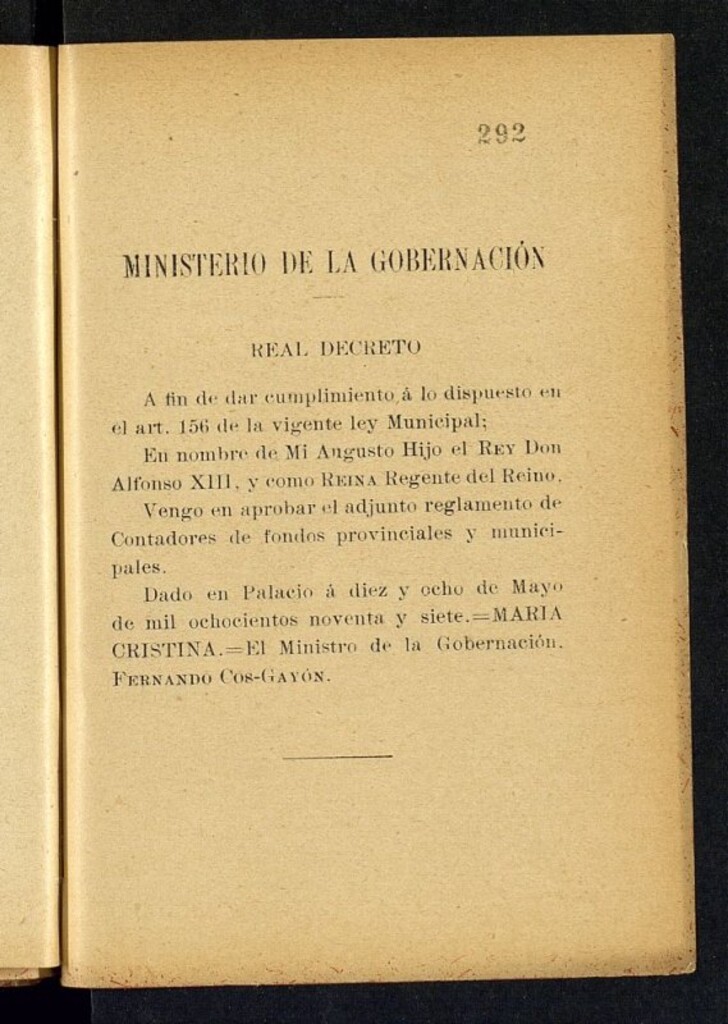 292
MINISTERIO DE LA GOBERNACIÓN
REAL DECRETO
A fin de dar cumplimiento á lo dispuesto en
el art. 156 de la vigente ley Municipal;
En nombre de Mi Augusto Hijo el REY Don
Alfonso XIII, y como REINA Regente del Reino,
Vengo en aprobar el adjunto reglamento de
Contadores de fondos provinciales y munici-
pales.
Dado en Palacio á diez y ocho de Mayo
de mil ochocientos noventa y siete.=MARIA
CRISTINA.=El Ministro de la Gobernación.
FERNANDO COS-GAYÓN.